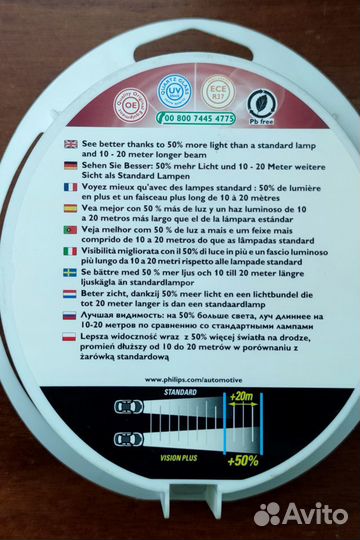 Quality Original Equipment
OE
QUARTZ GLASS
UV
ECE
R37
Pb free
00 800 7445 4775
See better thanks to 50% more light than a standard lamp
and 10 - 20 meter longer beam
Sehen Sie Besser: 50% mehr Licht und 10 - 20 Meter weitere
Sicht als Standard Lampen
Voyez mieux qu'avec des lampes standard : 50% de lumière
en plus et un faisceau plus long de 10 à 20 mètres
Vea mejor con 50 % más de luz y un haz luminoso de 10
a 20 metros más largo que el de la lámpara estándar
Veja melhor com 50 % de luz a mais e um feixe mais
comprido de 10 a 20 metros do que as lâmpadas standard
Visibilità migliorata con il 50% di luce in più e un fascio luminoso
più lungo da 10 a 20 metri rispetto alle lampade standard
Se bättre med 50 % mer ljus och 10 till 20 meter längre
ljuskägla än standardlampor
Beter zicht, dankzij 50% meer licht en een lichtbundel die
tot 20 meter langer is dan een standaardlamp
Лучшая видимость: на 50% больше света, луч длиннее на
10-20 метров по сравнению со стандартными лампами
Lepsza widoczność wraz z 50% więcej światła na drodze,
promień dłuższy od 10 do 20 metrów w porównaniu z
żarówką standardową
www.philips.com/automotive
STANDARD
+20m
VISION PLUS
+50%
Avito